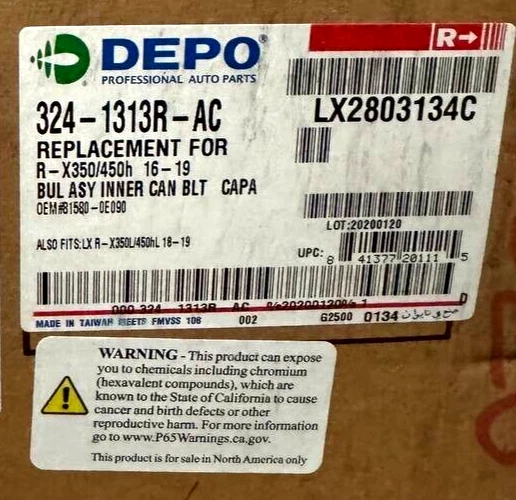 DEPO®
PROFESSIONAL AUTO PARTS
R→
324-1313R-AC
LX2803134C
REPLACEMENT FOR
R-X350/450h 16-19
BUL ASY INNER CAN BLT CAPA
OEM#81580-0E090
LOT:20200120
ALSO FITS:LX R-X350L/450hL 18-19
UPC: 8 41377 20111 5
000 324 1313R AC
D
MADE IN TAIWAN MEETS FMVSS 108 002 G2500 0134 صنع في تايوان
WARNING - This product can expose
you to chemicals including chromium
(hexavalent compounds), which are
known to the State of California to cause
cancer and birth defects or other
reproductive harm. For more information
go to www.P65Warnings.ca.gov.
This product is for sale in North America only